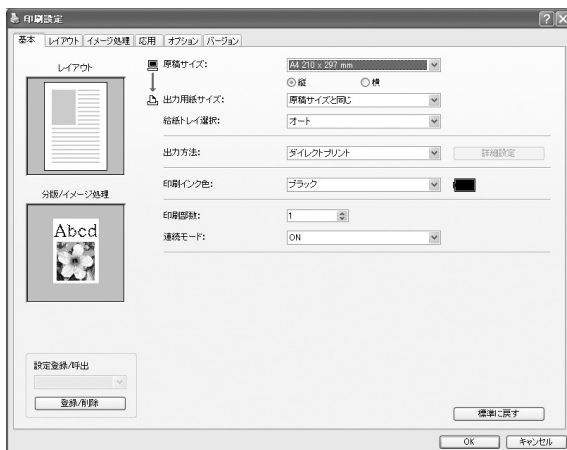 印刷設定
基本 レイアウト イメージ処理 応用 オプション バージョン
レイアウト
原稿サイズ: A4 210 x 297 mm
縦 横
出力用紙サイズ: 原稿サイズと同じ
給紙トレイ選択: オート
出力方法: ダイレクトプリント 詳細設定
分版/イメージ処理
Abcd
印刷インク色: ブラック
印刷部数: 1
連続モード: ON
設定登録/呼出
登録/削除
標準に戻す
OK キャンセル